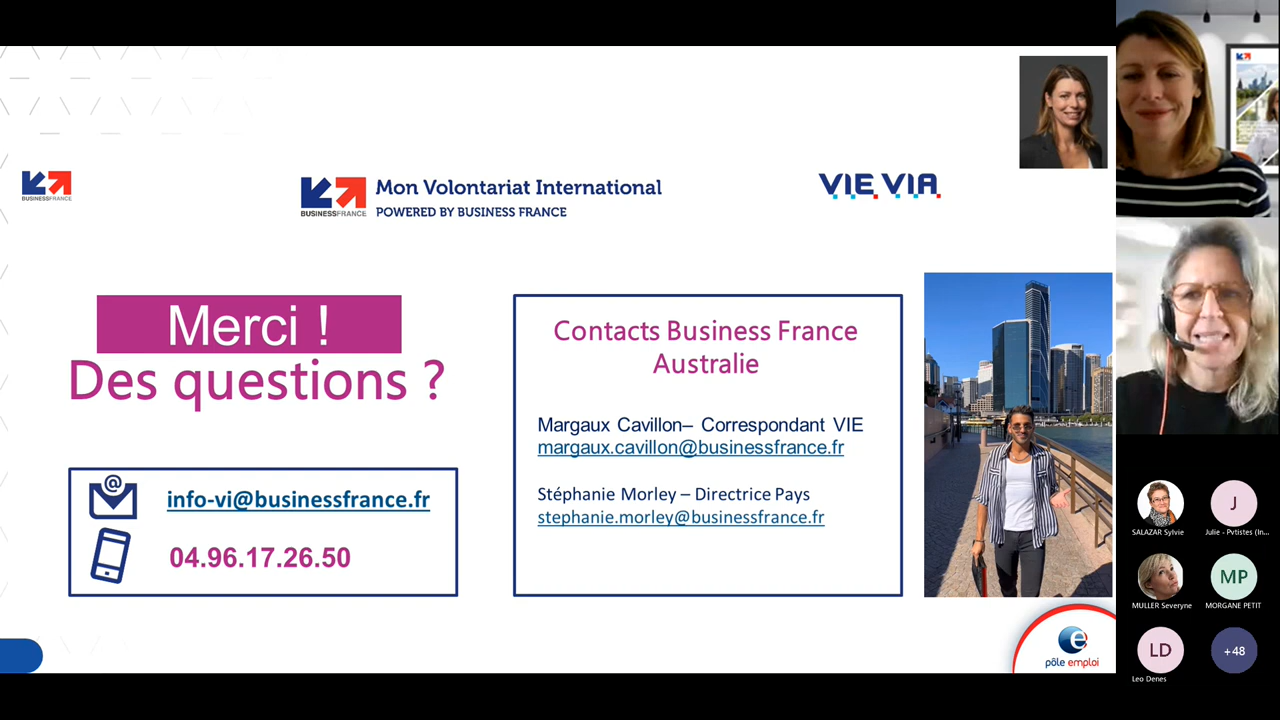 BUSINESSFRANCE
BUSINESSFRANCE
Mon Volontariat International
POWERED BY BUSINESS FRANCE
VIE VIA
Merci !
Des questions ?
@
info-vi@businessfrance.fr
04.96.17.26.50
Contacts Business France
Australie
Margaux Cavillon– Correspondant VIE
margaux.cavillon@businessfrance.fr
Stéphanie Morley – Directrice Pays
stephanie.morley@businessfrance.fr
pôle emploi
SALAZAR Sylvie
J
Julie - Pvtistes (In...
MULLER Severyne
MP
MORGANE PETIT
LD
Leo Denes
+48